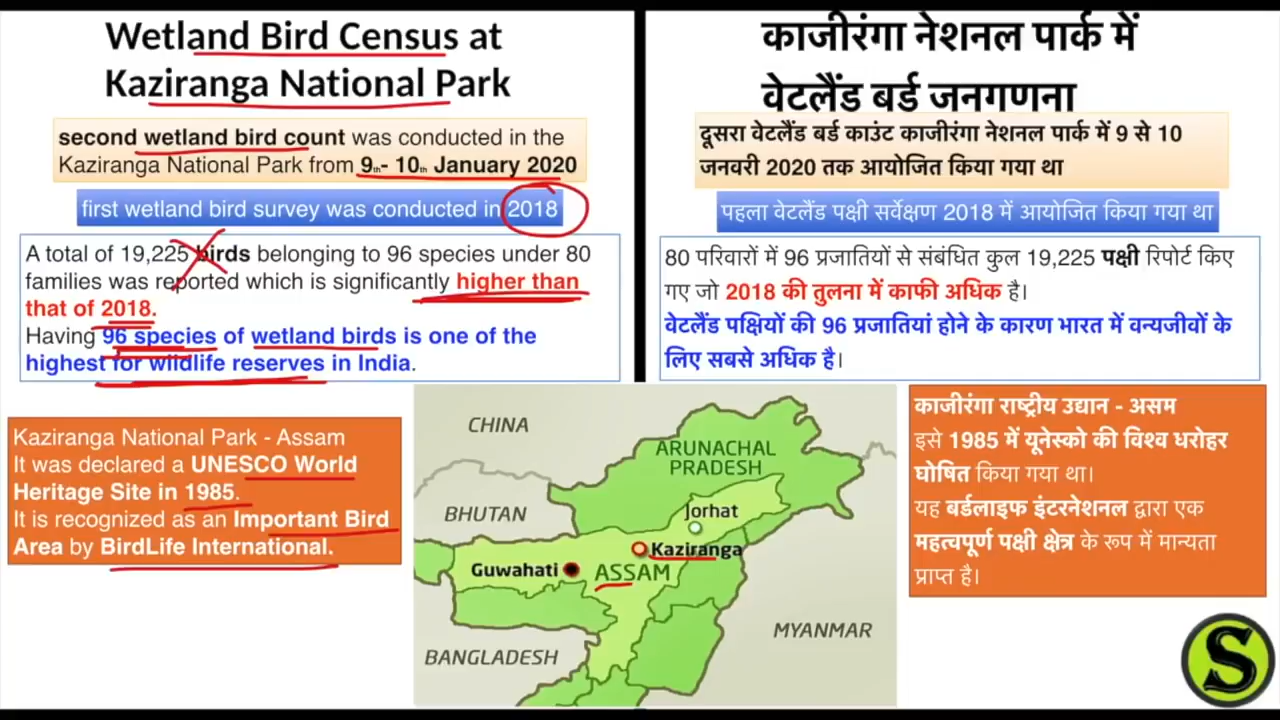 Wetland Bird Census at
Kaziranga National Park
second wetland bird count was conducted in the
Kaziranga National Park from 9th- 10th January 2020
first wetland bird survey was conducted in 2018
A total of 19,225 birds belonging to 96 species under 80
families was reported which is significantly higher than
that of 2018.
Having 96 species of wetland birds is one of the
highest for wildlife reserves in India.
Kaziranga National Park - Assam
It was declared a UNESCO World
Heritage Site in 1985.
It is recognized as an Important Bird
Area by BirdLife International.
काजीरंगा नेशनल पार्क में
वेटलैंड बर्ड जनगणना
दूसरा वेटलैंड बर्ड काउंट काजीरंगा नेशनल पार्क में 9 से 10
जनवरी 2020 तक आयोजित किया गया था
पहला वेटलैंड पक्षी सर्वेक्षण 2018 में आयोजित किया गया था
80 परिवारों में 96 प्रजातियों से संबंधित कुल 19,225 पक्षी रिपोर्ट किए
गए जो 2018 की तुलना में काफी अधिक है।
वेटलैंड पक्षियों की 96 प्रजातियां होने के कारण भारत में वन्यजीवों के
लिए सबसे अधिक है।
काजीरंगा राष्ट्रीय उद्यान - असम
इसे 1985 में यूनेस्को की विश्व धरोहर
घोषित किया गया था।
यह बर्डलाइफ इंटरनेशनल द्वारा एक
महत्वपूर्ण पक्षी क्षेत्र के रूप में मान्यता
प्राप्त है।
CHINA
ARUNACHAL
PRADESH
BHUTAN
Jorhat
Kaziranga
Guwahati
ASSAM
MYANMAR
BANGLADESH
S